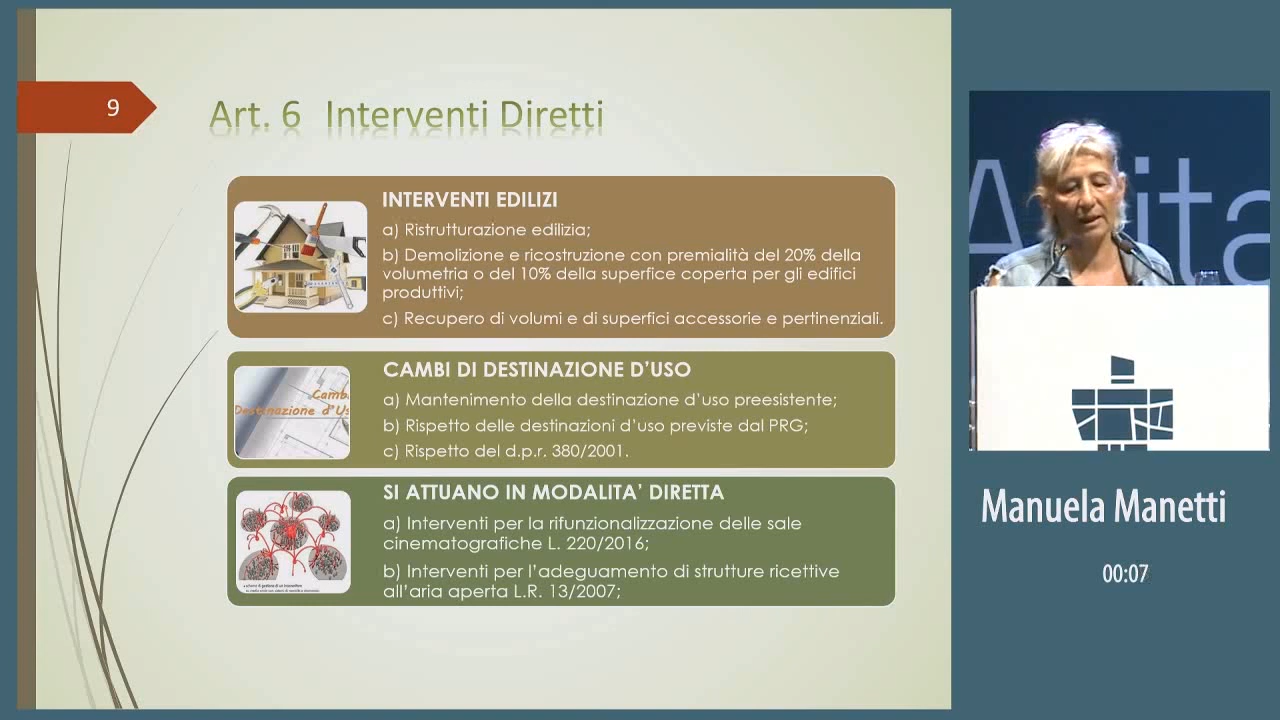 9
Art. 6 Interventi Diretti
INTERVENTI EDILIZI
a) Ristrutturazione edilizia;
b) Demolizione e ricostruzione con premialità del 20% della
volumetria o del 10% della superfice coperta per gli edifici
produttivi;
c) Recupero di volumi e di superfici accessorie e pertinenziali.
Cambi
Destinazione d'Us
CAMBI DI DESTINAZIONE D'USO
a) Mantenimento della destinazione d'uso preesistente;
b) Rispetto delle destinazioni d'uso previste dal PRG;
c) Rispetto del d.p.r. 380/2001.
SI ATTUANO IN MODALITA' DIRETTA
a) Interventi per la rifunzionalizzazione delle sale
cinematografiche L. 220/2016;
b) Interventi per l'adeguamento di strutture ricettive
all'aria aperta L.R. 13/2007;
Manuela Manetti
00:07